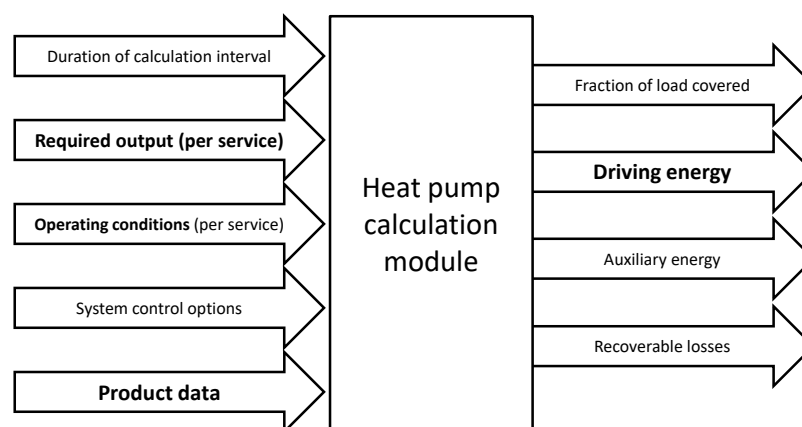 Duration of calculation interval
Required output (per service)
Operating conditions (per service)
System control options
Product data
Heat pump
calculation
module
Fraction of load covered
Driving energy
Auxiliary energy
Recoverable losses